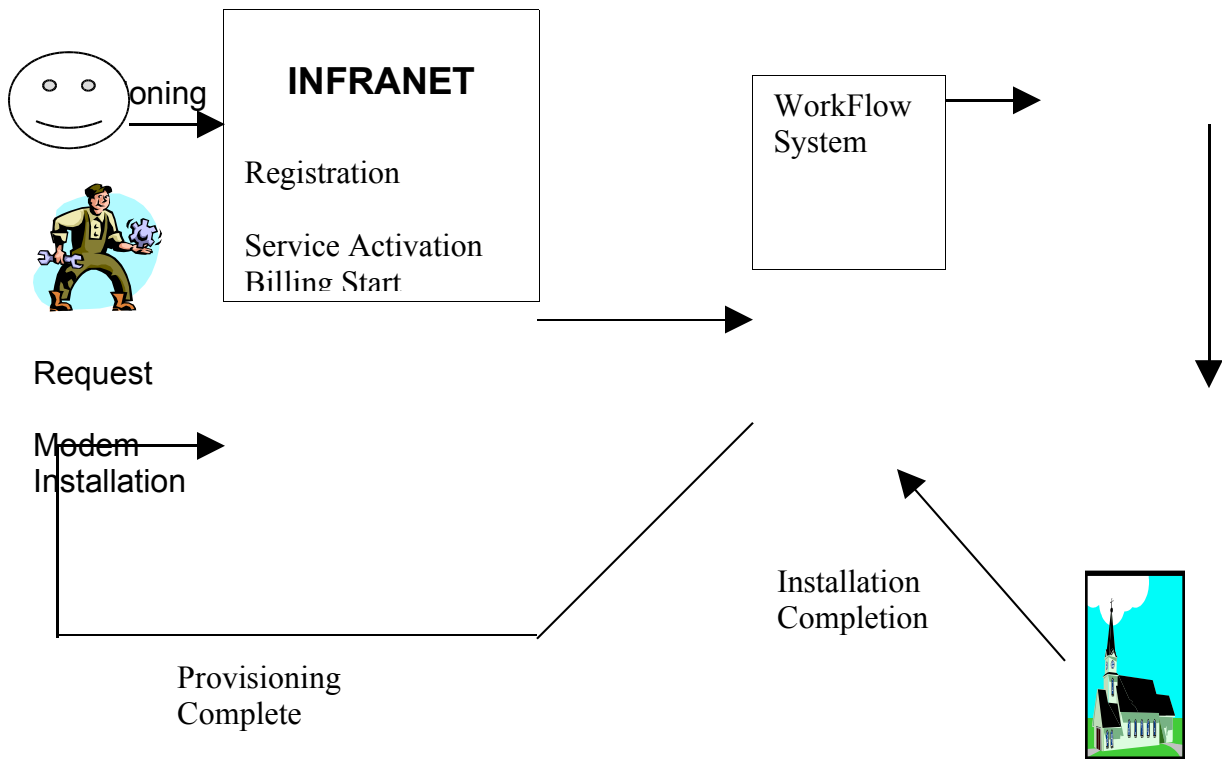 oning
INFRANET
WorkFlow
System
Registration
Service Activation
Billing Start
Request
Modem
Installation
Installation
Completion
Provisioning
Complete